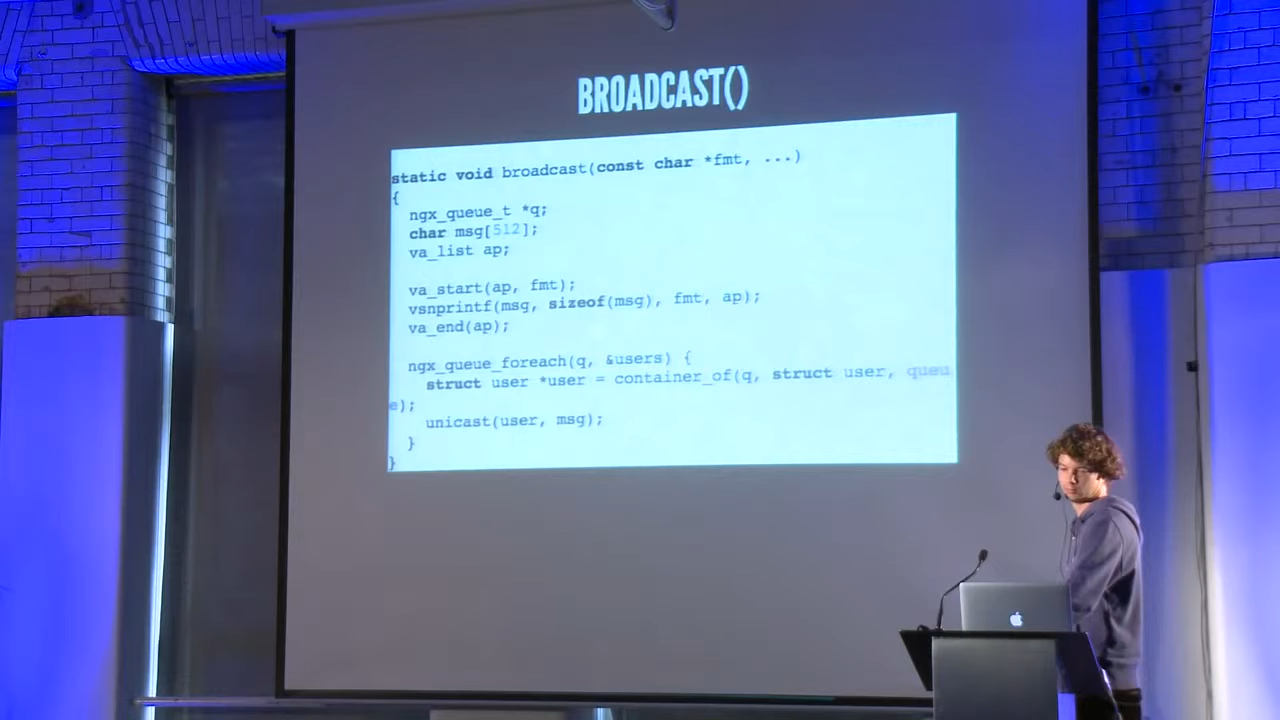 BROADCAST()
static void broadcast(const char *fmt, ...)
{
ngx_queue_t *q;
char msg[512];
va_list ap;
va_start(ap, fmt);
vsnprintf(msg, sizeof(msg), fmt, ap);
va_end(ap);
ngx_queue_foreach(q, &users) {
struct user *user = container_of(q, struct user, queu
e);
unicast(user, msg);
}
}